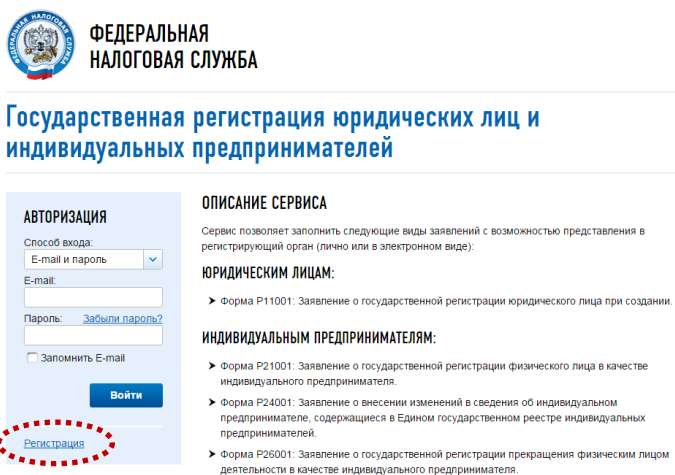 ФЕДЕРАЛЬНАЯ
НАЛОГОВАЯ СЛУЖБА
Государственная регистрация юридических лиц и
индивидуальных предпринимателей
АВТОРИЗАЦИЯ
Способ входа:
E-mail и пароль
E-mail:
Пароль: Забыли пароль?
Запомнить E-mail
Войти
Регистрация
ОПИСАНИЕ СЕРВИСА
Сервис позволяет заполнить следующие виды заявлений с возможностью представления в
регистрирующий орган (лично или в электронном виде):
ЮРИДИЧЕСКИМ ЛИЦАМ:
Форма Р11001: Заявление о государственной регистрации юридического лица при создании.
ИНДИВИДУАЛЬНЫМ ПРЕДПРИНИМАТЕЛЯМ:
Форма Р21001: Заявление о государственной регистрации физического лица в качестве
индивидуального предпринимателя.
Форма Р24001: Заявление о внесении изменений в сведения об индивидуальном
предпринимателе, содержащиеся в Едином государственном реестре индивидуальных
предпринимателей.
Форма Р26001: Заявление о государственной регистрации прекращения физическим лицом
деятельности в качестве индивидуального предпринимателя.